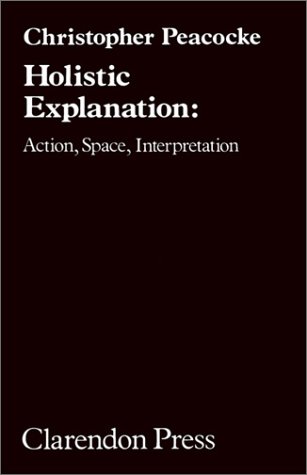 Christopher Peacocke
Holistic
Explanation:
Action, Space, Interpretation
Clarendon Press